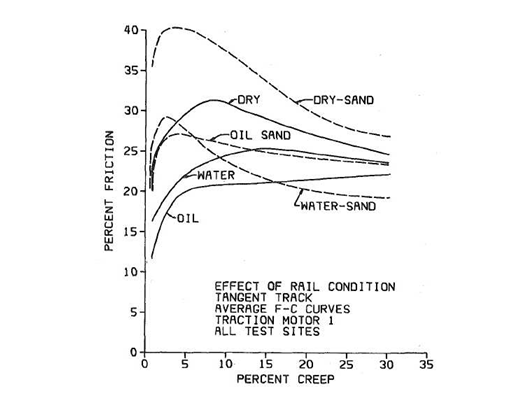 40
35
30
25
20
15
10
5
0
PERCENT FRICTION
DRY
DRY-SAND
OIL SAND
WATER
WATER-SAND
OIL
EFFECT OF RAIL CONDITION
TANGENT TRACK
AVERAGE F-C CURVES
TRACTION MOTOR 1
ALL TEST SITES
0 5 10 15 20 25 30 35
PERCENT CREEP